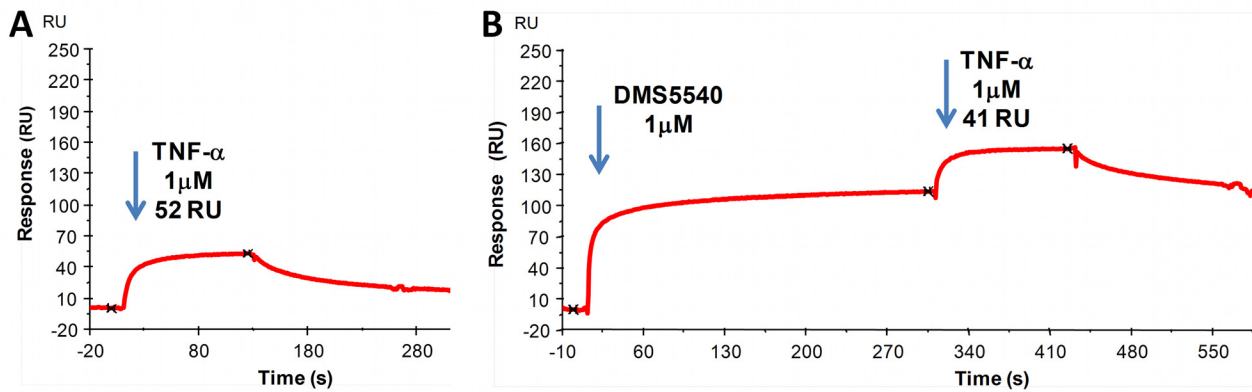 A
RU
250
220
190
160
130
100
70
40
10
-20
Response (RU)
TNF-α
1μM
52 RU
-20
80
180
280
Time (s)
B
RU
250
220
190
160
130
100
70
40
10
-20
Response (RU)
DMS5540
1μM
TNF-α
1μM
41 RU
-10
60
130
200
270
340
410
480
550
Time (s)